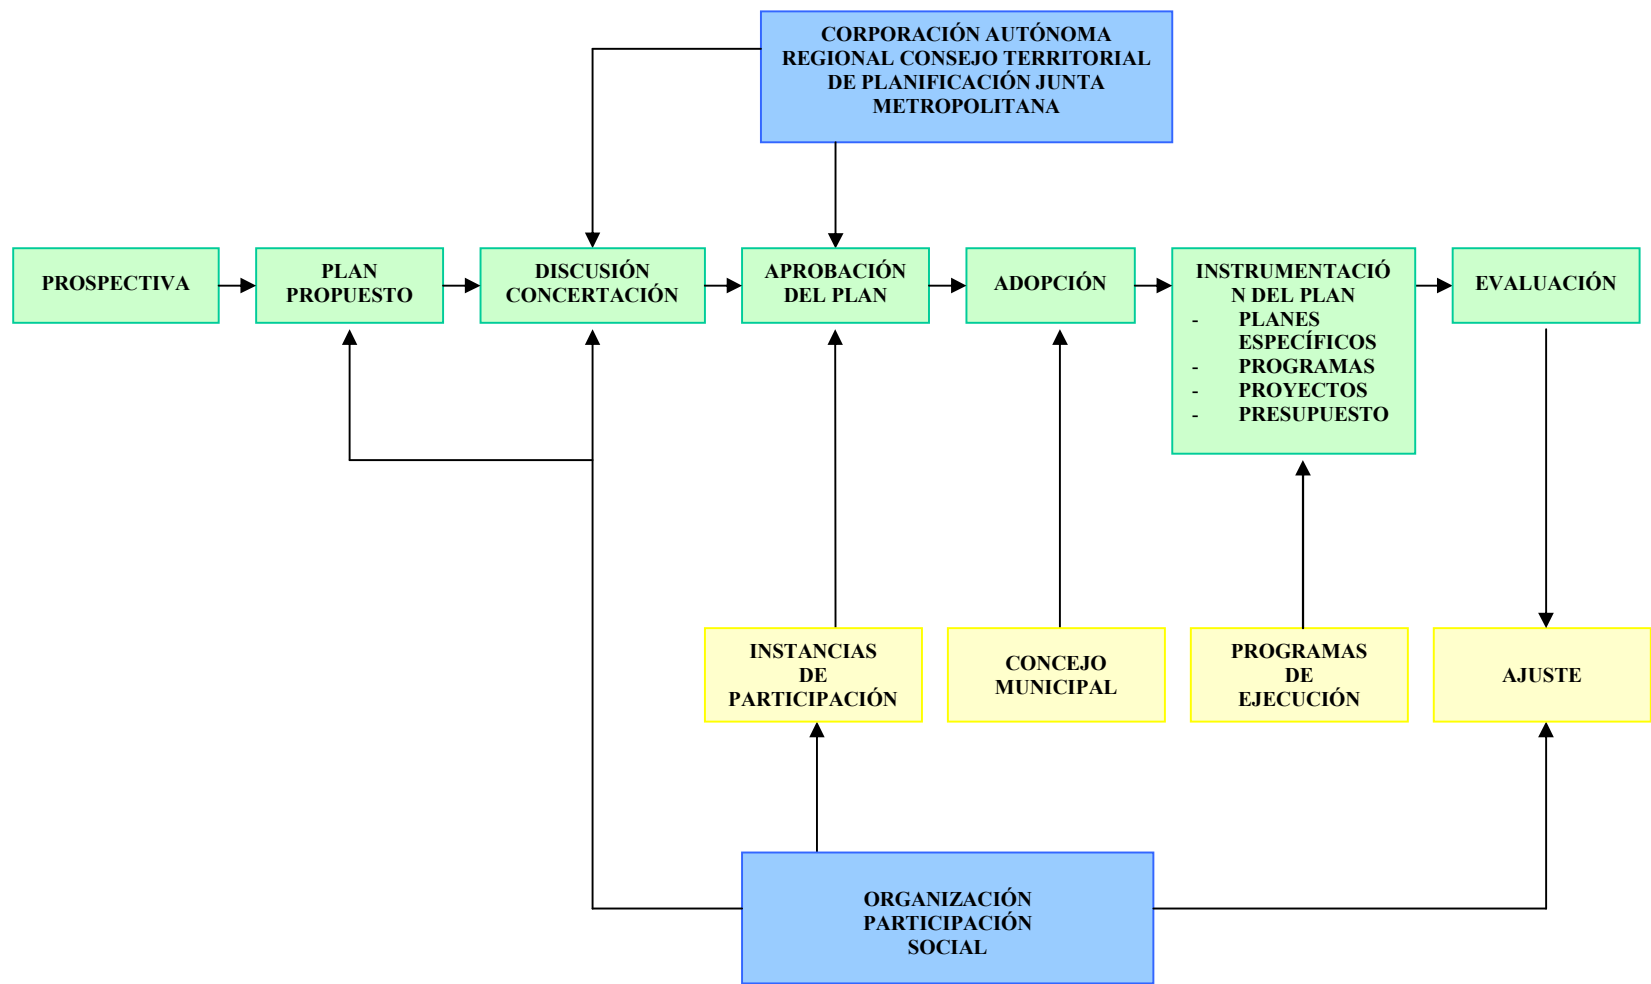 CORPORACIÓN AUTÓNOMA
REGIONAL CONSEJO TERRITORIAL
DE PLANIFICACIÓN JUNTA
METROPOLITANA
PROSPECTIVA
PLAN
PROPUESTO
DISCUSIÓN
CONCERTACIÓN
APROBACIÓN
DEL PLAN
ADOPCIÓN
INSTRUMENTACIÓ
N DEL PLAN
- PLANES
ESPECÍFICOS
- PROGRAMAS
- PROYECTOS
- PRESUPUESTO
EVALUACIÓN
INSTANCIAS
DE
PARTICIPACIÓN
CONCEJO
MUNICIPAL
PROGRAMAS
DE
EJECUCIÓN
AJUSTE
ORGANIZACIÓN
PARTICIPACIÓN
SOCIAL